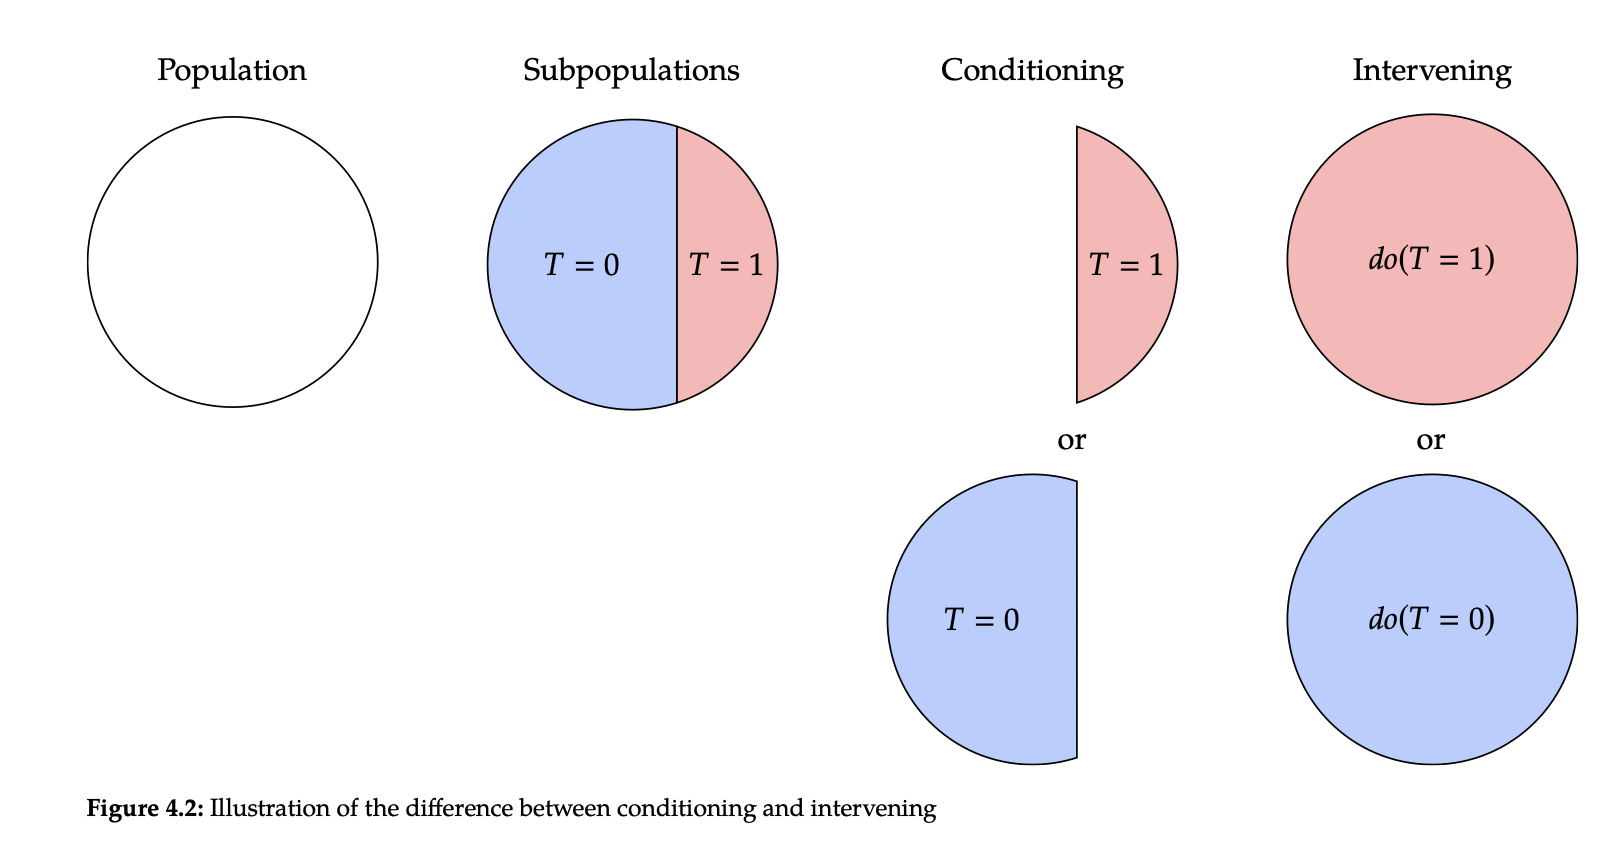 Population
Subpopulations
Conditioning
Intervening
T = 0
T = 1
T = 1
do(T = 1)
or
or
T = 0
do(T = 0)
Figure 4.2: Illustration of the difference between conditioning and intervening